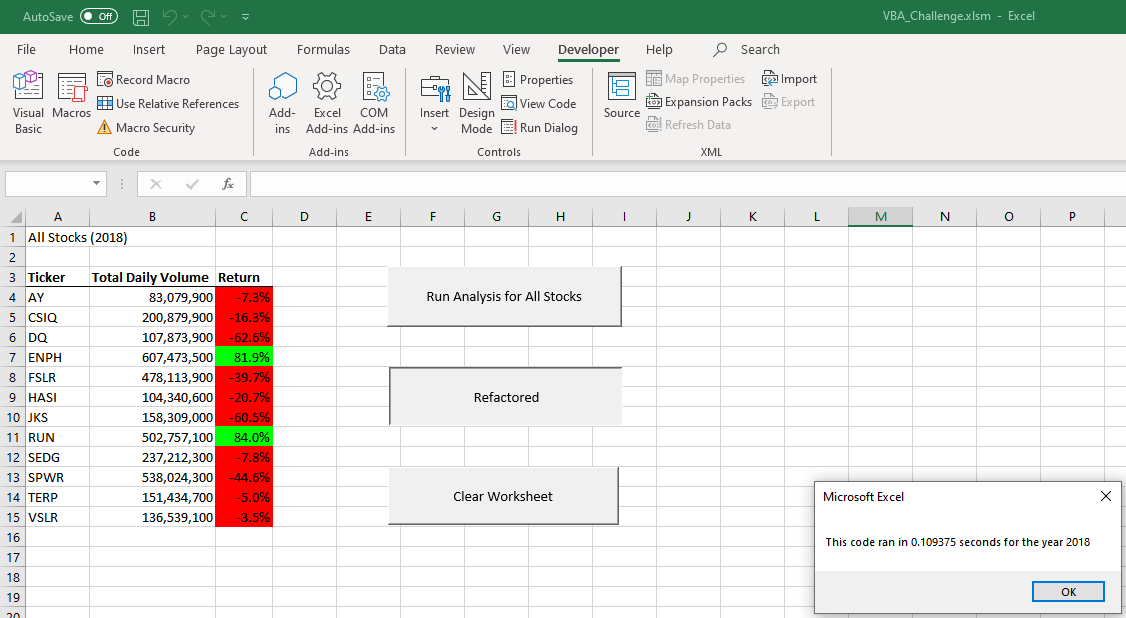 AutoSave Off VBA_Challenge.xlsm - Excel
File Home Insert Page Layout Formulas Data Review View Developer Help Search
Visual Basic
Macros
Record Macro
Use Relative References
Macro Security
Code
Add-ins
Excel Add-ins
COM Add-ins
Add-ins
Insert
Design Mode
Properties
View Code
Run Dialog
Controls
Source
Map Properties
Expansion Packs
Refresh Data
Import
Export
XML
fx
A B C D E F G H I J K L M N O P
1 All Stocks (2018)
2
3 Ticker Total Daily Volume Return
4 AY 83,079,900 -7.3%
5 CSIQ 200,879,900 -16.3%
6 DQ 107,873,900 -62.6%
7 ENPH 607,473,500 81.9%
8 FSLR 478,113,900 -39.7%
9 HASI 104,340,600 -20.7%
10 JKS 158,309,000 -60.5%
11 RUN 502,757,100 84.0%
12 SEDG 237,212,300 -7.8%
13 SPWR 538,024,300 -44.6%
14 TERP 151,434,700 -5.0%
15 VSLR 136,539,100 -3.5%
16
17
18
19
20
Run Analysis for All Stocks
Refactored
Clear Worksheet
Microsoft Excel
This code ran in 0.109375 seconds for the year 2018
OK